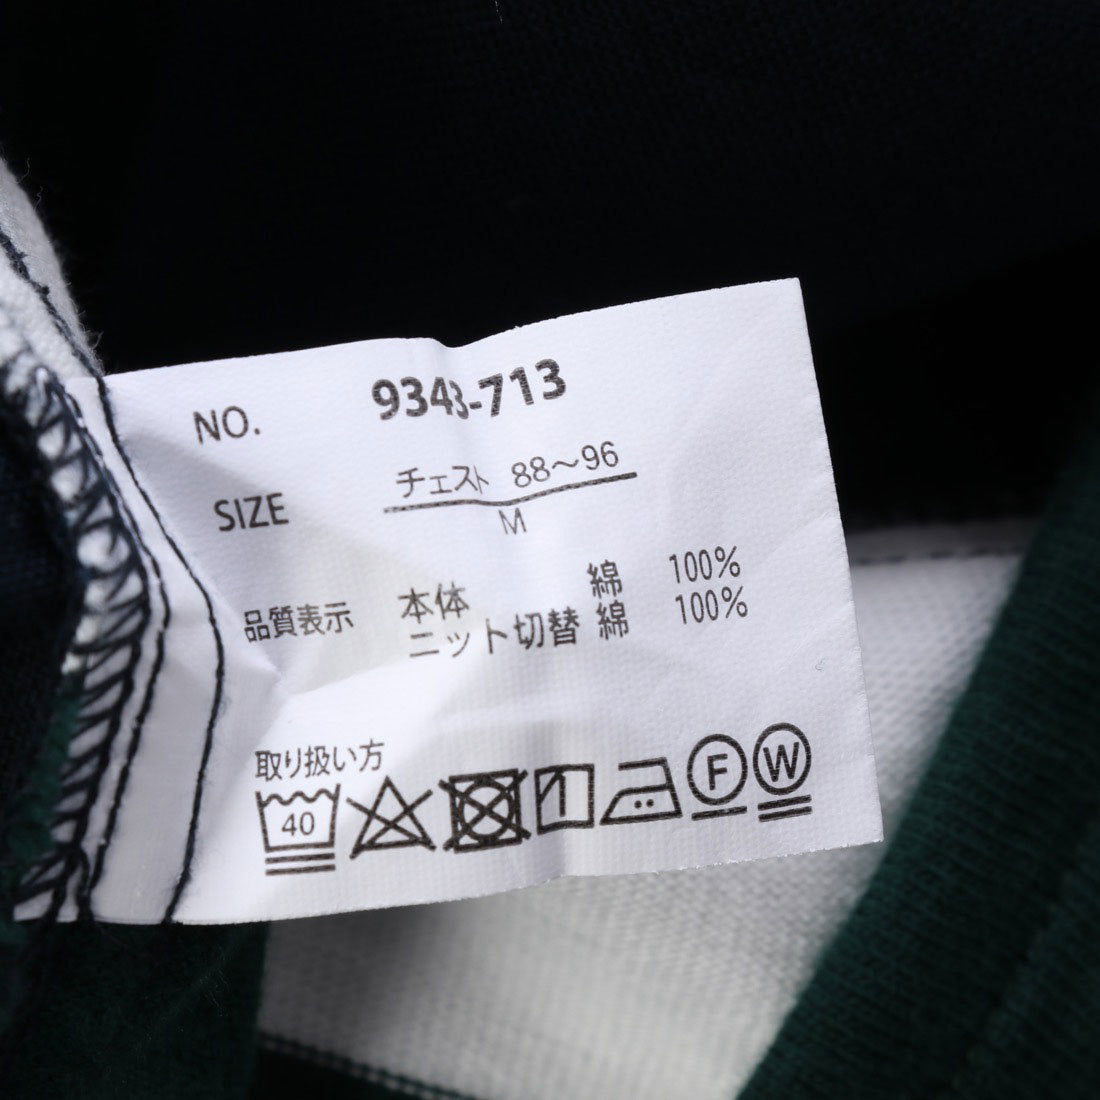 NO. 9343-713
SIZE チェスト 88～96
M
品質表示 本体 綿 100%
ニット切替 綿 100%
取り扱い方
40 F W